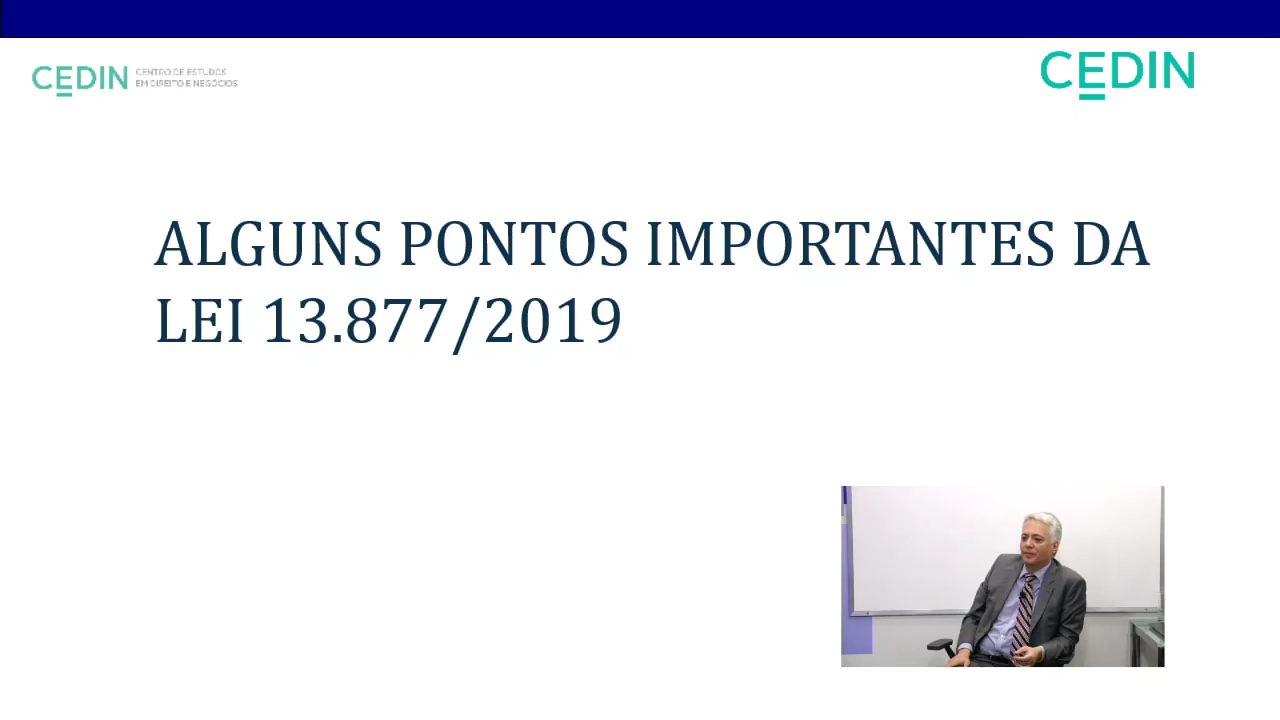 CEDIN
CENTRO DE ESTUDOS
EM DIREITO E NEGÓCIOS
CEDIN
ALGUNS PONTOS IMPORTANTES DA
LEI 13.877/2019